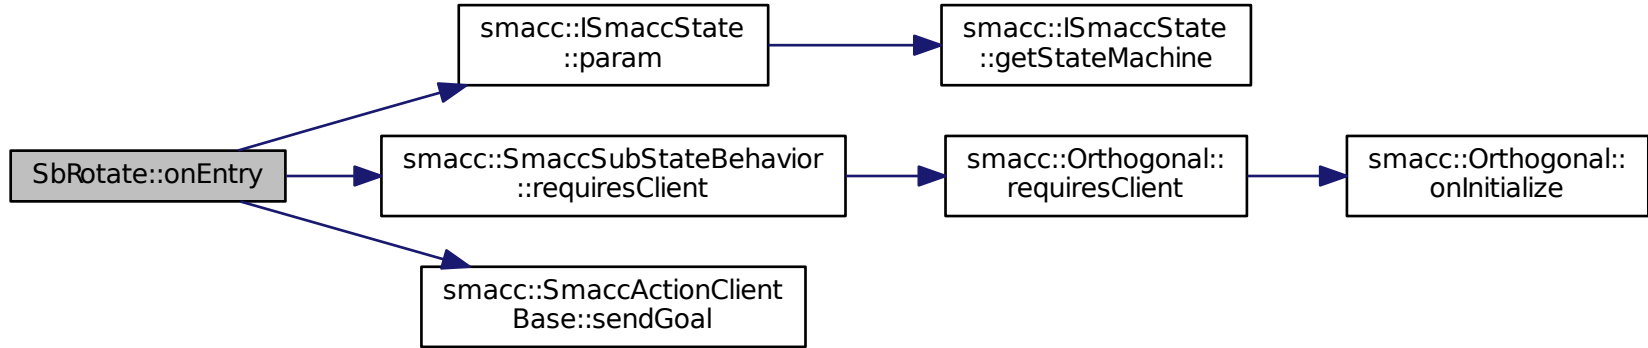 smacc::ISmaccState
::param
smacc::ISmaccState
::getStateMachine
SbRotate::onEntry
smacc::SmaccSubStateBehavior
::requiresClient
smacc::Orthogonal::
requiresClient
smacc::Orthogonal::
onInitialize
smacc::SmaccActionClient
Base::sendGoal